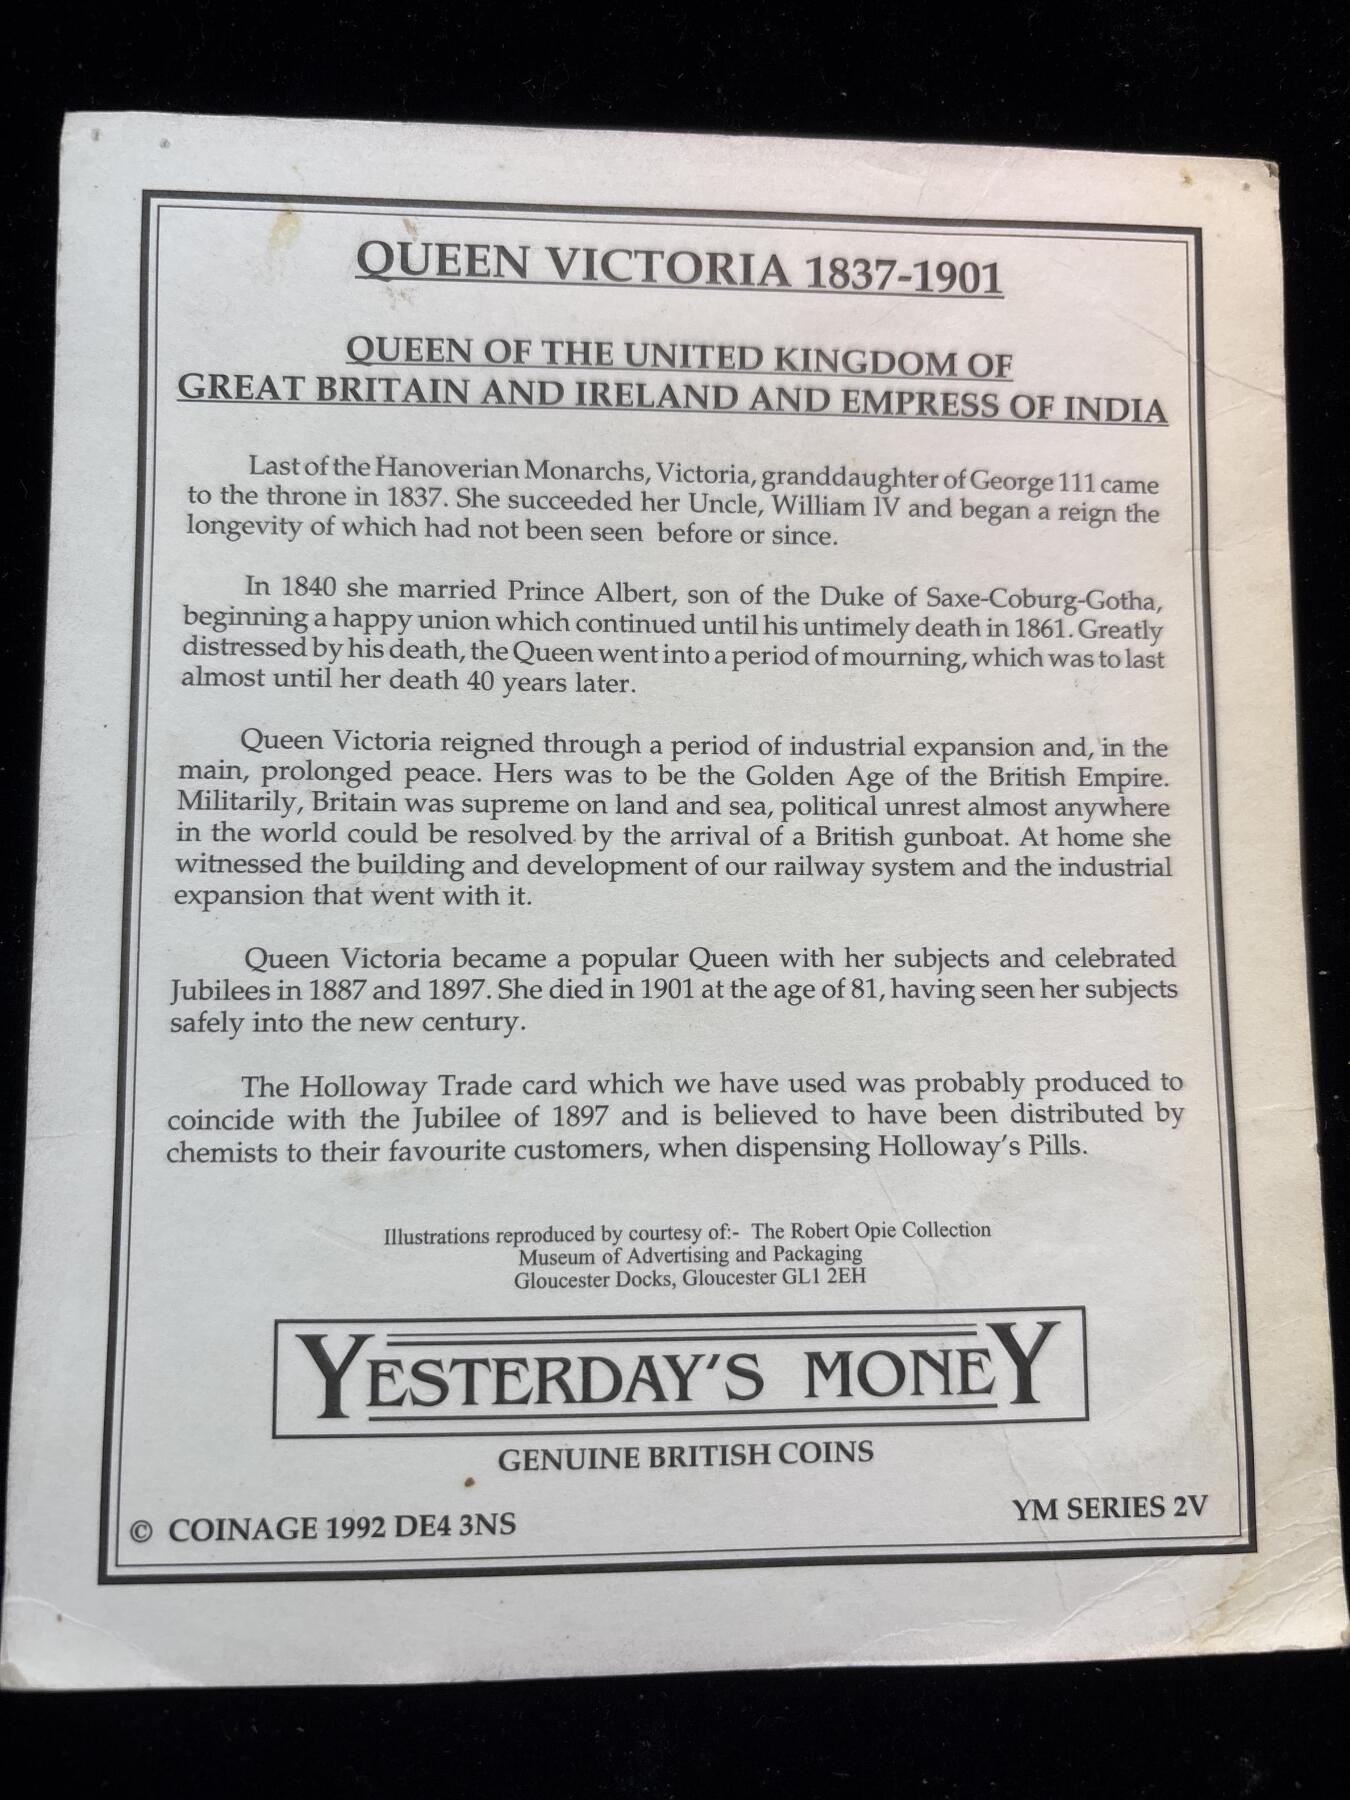 QUEEN VICTORIA 1837-1901
QUEEN OF THE UNITED KINGDOM OF
GREAT BRITAIN AND IRELAND AND EMPRESS OF INDIA
Last of the Hanoverian Monarchs, Victoria, granddaughter of George 111 came
to the throne in 1837. She succeeded her Uncle, William IV and began a reign the
longevity of which had not been seen before or since.
In 1840 she married Prince Albert, son of the Duke of Saxe-Coburg-Gotha,
beginning a happy union which continued until his untimely death in 1861. Greatly
distressed by his death, the Queen went into a period of mourning, which was to last
almost until her death 40 years later.
Queen Victoria reigned through a period of industrial expansion and, in the
main, prolonged peace. Hers was to be the Golden Age of the British Empire.
Militarily, Britain was supreme on land and sea, political unrest almost anywhere
in the world could be resolved by the arrival of a British gunboat. At home she
witnessed the building and development of our railway system and the industrial
expansion that went with it.
Queen Victoria became a popular Queen with her subjects and celebrated
Jubilees in 1887 and 1897. She died in 1901 at the age of 81, having seen her subjects
safely into the new century.
The Holloway Trade card which we have used was probably produced to
coincide with the Jubilee of 1897 and is believed to have been distributed by
chemists to their favourite customers, when dispensing Holloway's Pills.
Illustrations reproduced by courtesy of:- The Robert Opie Collection
Museum of Advertising and Packaging
Gloucester Docks, Gloucester GL1 2EH
YESTERDAY'S MONEY
GENUINE BRITISH COINS
© COINAGE 1992 DE4 3NS
YM SERIES 2V